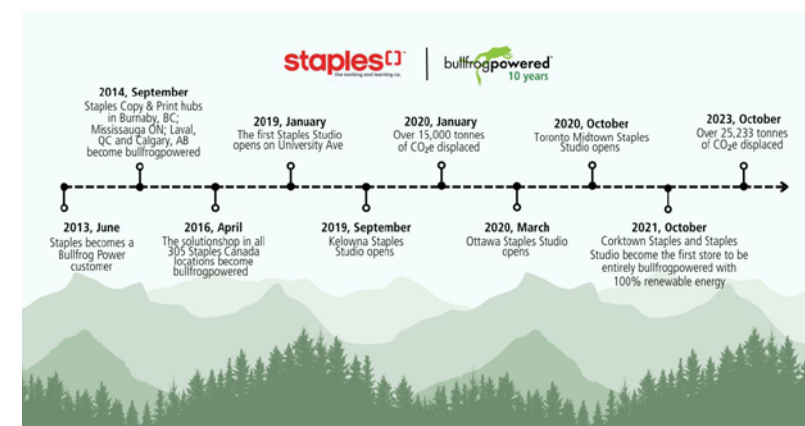 staples
the working and learning co.
bullfrogpowered
10 years
2014, September
Staples Copy & Print hubs
in Burnaby, BC;
Mississauga ON; Laval,
QC and Calgary, AB
become bullfrogpowered
2019, January
The first Staples Studio
opens on University Ave
2020, January
Over 15,000 tonnes
of CO₂e displaced
2020, October
Toronto Midtown Staples
Studio opens
2023, October
Over 25,233 tonnes
of CO₂e displaced
2013, June
Staples becomes a
Bullfrog Power
customer
2016, April
The solutionshop in all
305 Staples Canada
locations become
bullfrogpowered
2019, September
Kelowna Staples
Studio opens
2020, March
Ottawa Staples Studio
opens
2021, October
Corktown Staples and Staples
Studio become the first store to be
entirely bullfrogpowered with
100% renewable energy